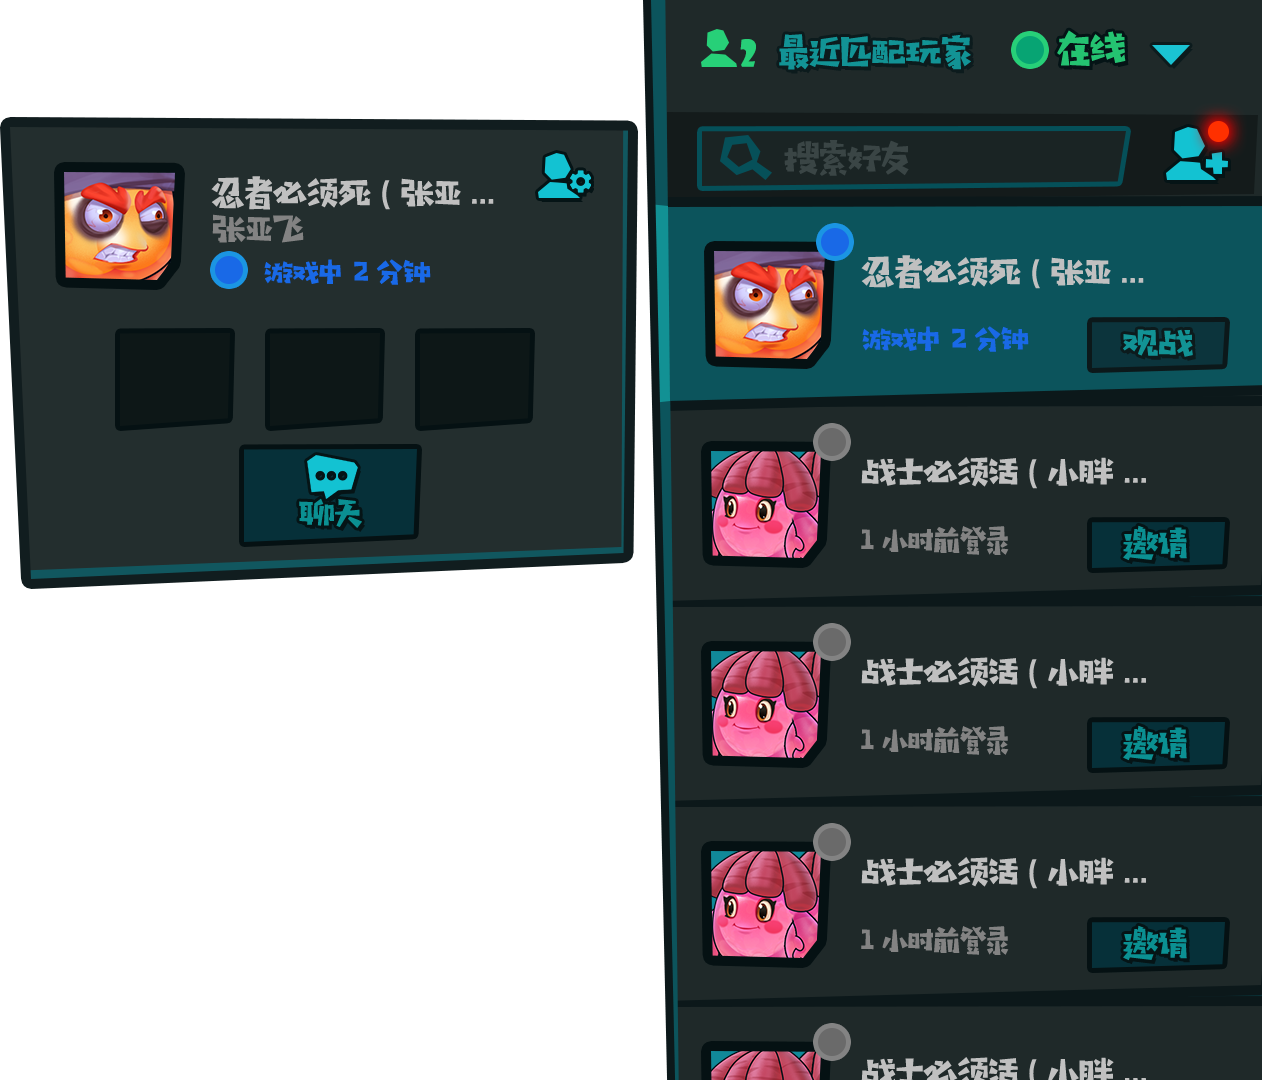 忍者必须死 ( 张亚 ...
张亚飞
游戏中 2 分钟
聊天
2 最近匹配玩家 在线
搜索好友
忍者必须死 ( 张亚 ...
游戏中 2 分钟
观战
战士必须活 ( 小胖 ...
1 小时前登录
邀请
战士必须活 ( 小胖 ...
1 小时前登录
邀请
战士必须活 ( 小胖 ...
1 小时前登录
邀请
战士必须活 ( 小胖 ...